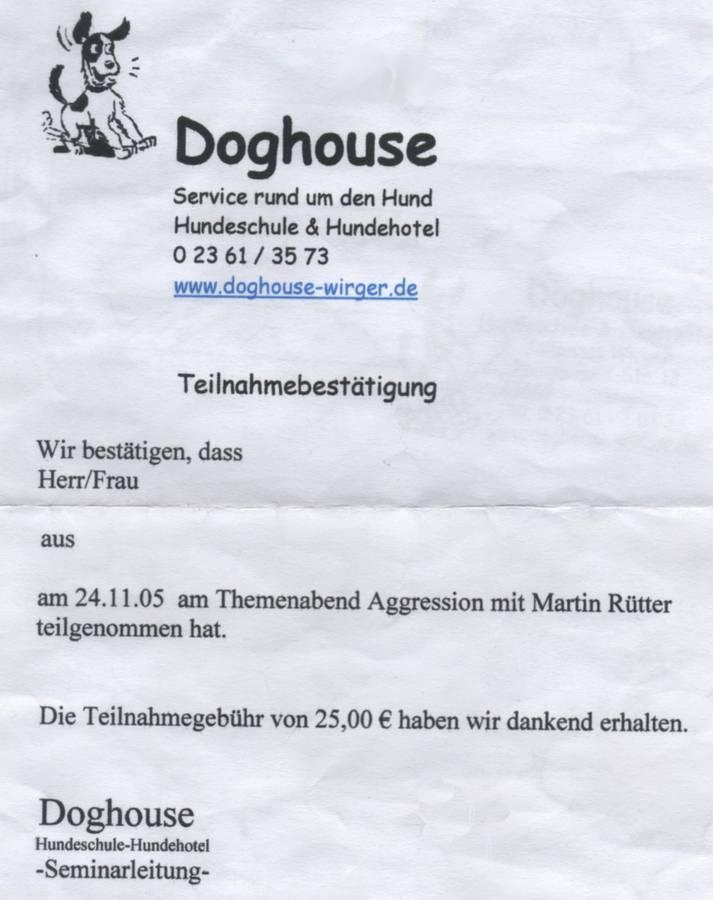 Doghouse
Service rund um den Hund
Hundeschule & Hundehotel
0 23 61 / 35 73
www.doghouse-wirger.de
Teilnahmebestätigung
Wir bestätigen, dass
Herr/Frau
aus
am 24.11.05 am Themenabend Aggression mit Martin Rütter
teilgenommen hat.
Die Teilnahmegebühr von 25,00 € haben wir dankend erhalten.
Doghouse
Hundeschule-Hundehotel
-Seminarleitung-